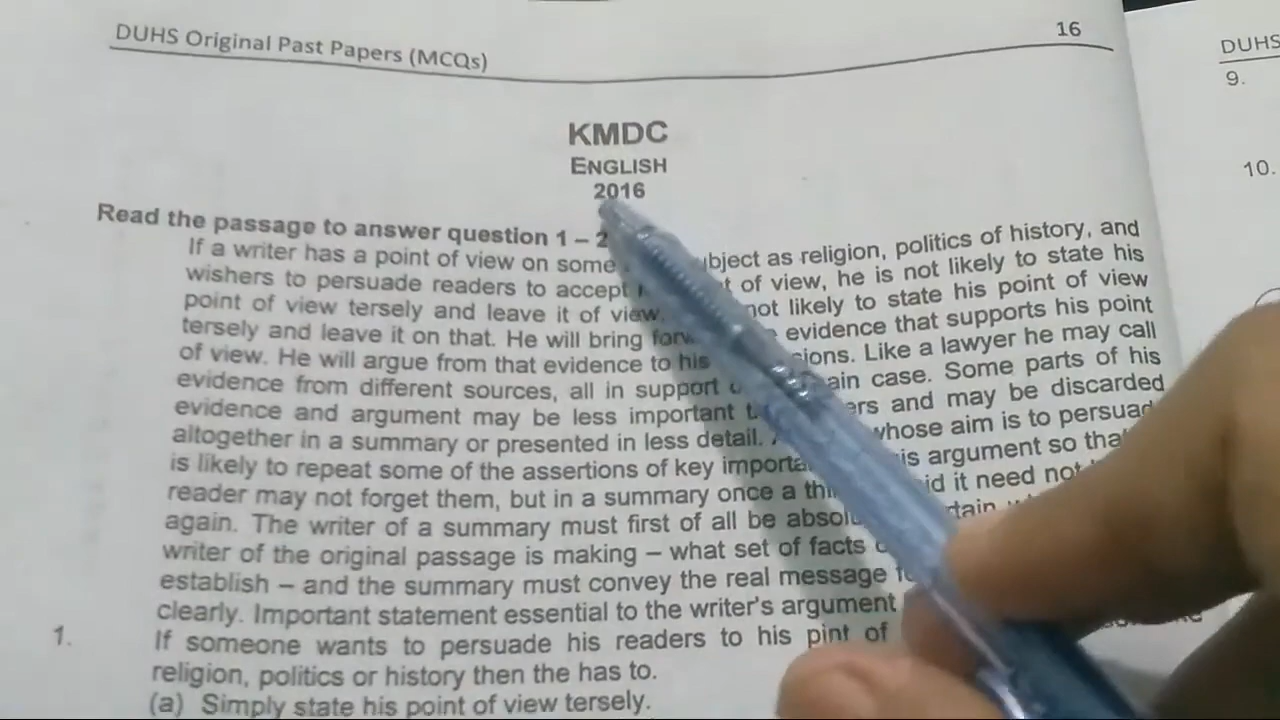 DUHS Original Past Papers (MCQs)
16
KMDC
ENGLISH
2016
Read the passage to answer question 1 – 2
If a writer has a point of view on some subject as religion, politics of history, and
wishers to persuade readers to accept of view, he is not likely to state his
point of view tersely and leave it of view. not likely to state his point of view
tersely and leave it on that. He will bring evidence that supports his point
of view. He will argue from that evidence to his Like a lawyer he may call
evidence from different sources, all in support case. Some parts of his
evidence and argument may be less important and may be discarded
altogether in a summary or presented in less detail. whose aim is to persuade
is likely to repeat some of the assertions of key argument so that
reader may not forget them, but in a summary once a it need not
again. The writer of a summary must first of all be
writer of the original passage is making – what set of facts
establish – and the summary must convey the real message
clearly. Important statement essential to the writer's argument
1.
If someone wants to persuade his readers to his pint of
religion, politics or history then the has to.
(a) Simply state his point of view tersely.
DUHS
9.
10.